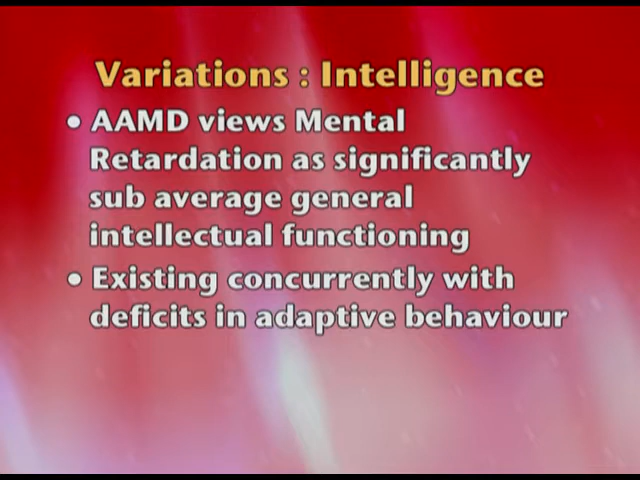 Variations : Intelligence
• AAMD views Mental
Retardation as significantly
sub average general
intellectual functioning
• Existing concurrently with
deficits in adaptive behaviour